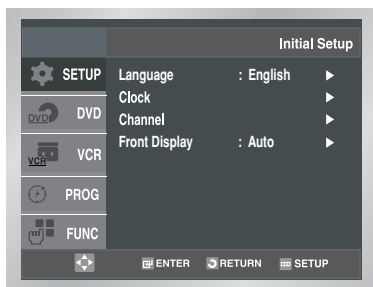 Initial Setup
SETUP
Language : English ►
Clock ►
Channel ►
Front Display : Auto ►
DVD DVD
VCR VCR
PROG
FUNC
ENTER RETURN SETUP